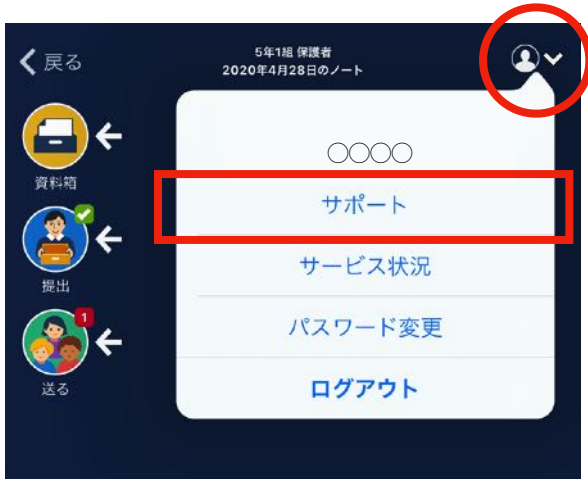 戻る
5年1組 保護者
2020年4月28日のノート
資料箱
提出
1
送る
○○○○
サポート
サービス状況
パスワード変更
ログアウト